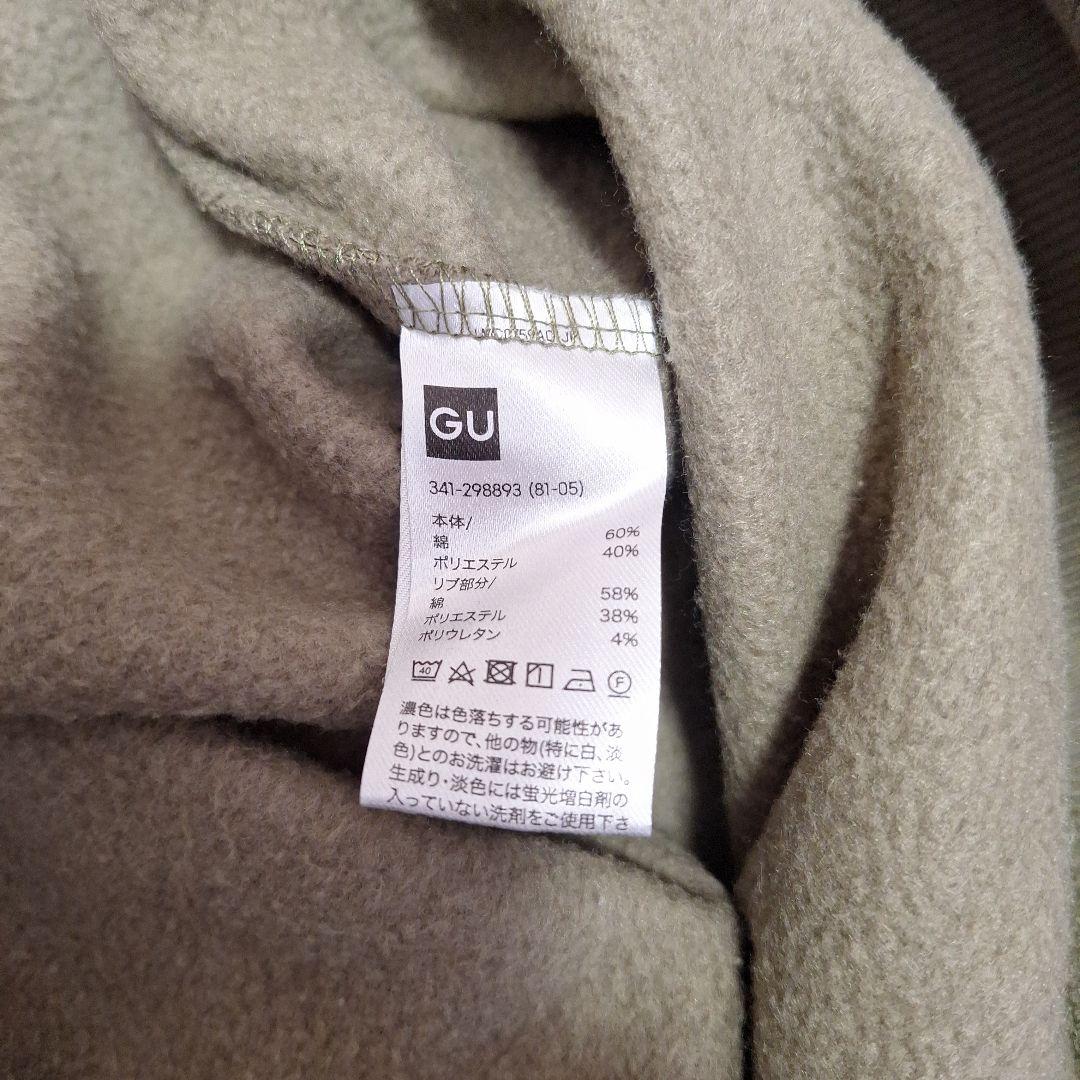 GU
341-298893 (81-05)
本体/
綿 60%
ポリエステル 40%
リブ部分/
綿 58%
ポリエステル 38%
ポリウレタン 4%
40
F
濃色は色落ちする可能性があ
りますので、他の物(特に白、淡
色)とのお洗濯はお避け下さい。
生成り・淡色には蛍光増白剤の
入っていない洗剤をご使用下さ